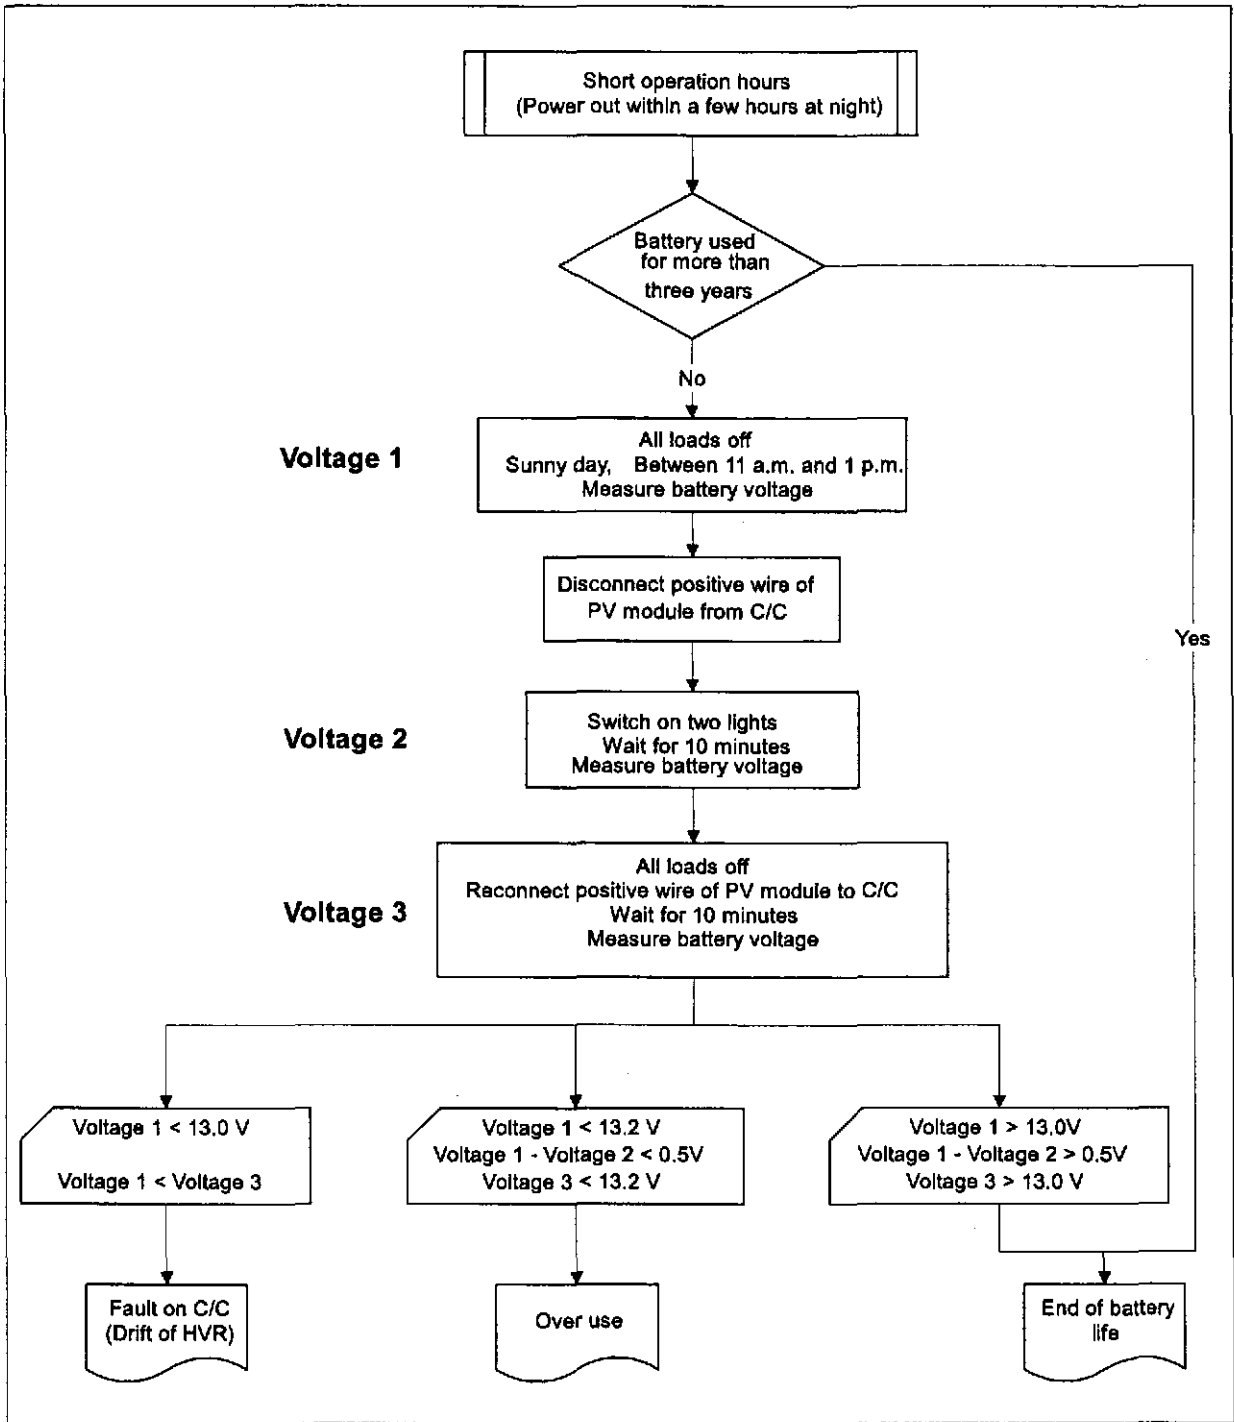 Short operation hours
(Power out within a few hours at night)
Battery used
for more than
three years
No
Voltage 1
All loads off
Sunny day, Between 11 a.m. and 1 p.m.
Measure battery voltage
Disconnect positive wire of
PV module from C/C
Yes
Voltage 2
Switch on two lights
Wait for 10 minutes
Measure battery voltage
Voltage 3
All loads off
Reconnect positive wire of PV module to C/C
Wait for 10 minutes
Measure battery voltage
Voltage 1 < 13.0 V
Voltage 1 < Voltage 3
Voltage 1 < 13.2 V
Voltage 1 - Voltage 2 < 0.5V
Voltage 3 < 13.2 V
Voltage 1 > 13.0V
Voltage 1 - Voltage 2 > 0.5V
Voltage 3 > 13.0 V
Fault on C/C
(Drift of HVR)
Over use
End of battery
life